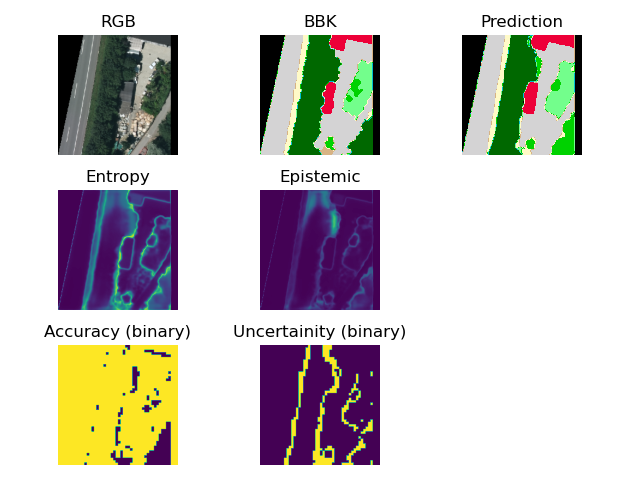 RGB
BBK
Prediction
Entropy
Epistemic
Accuracy (binary)
Uncertainity (binary)